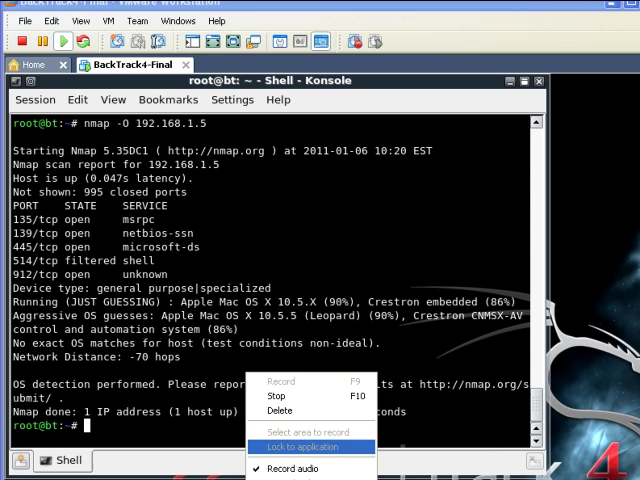 BackTrack4-Final - VMware Workstation
File Edit View VM Team Windows Help
Home BackTrack4-Final
root@bt: ~ - Shell - Konsole
Session Edit View Bookmarks Settings Help
root@bt:~# nmap -O 192.168.1.5
Starting Nmap 5.35DC1 ( http://nmap.org ) at 2011-01-06 10:20 EST
Nmap scan report for 192.168.1.5
Host is up (0.047s latency).
Not shown: 995 closed ports
PORT STATE SERVICE
135/tcp open msrpc
139/tcp open netbios-ssn
445/tcp open microsoft-ds
514/tcp filtered shell
912/tcp open unknown
Device type: general purpose|specialized
Running (JUST GUESSING) : Apple Mac OS X 10.5.X (90%), Crestron embedded (86%)
Aggressive OS guesses: Apple Mac OS X 10.5.5 (Leopard) (90%), Crestron CNMSX-AV
control and automation system (86%)
No exact OS matches for host (test conditions non-ideal).
Network Distance: -70 hops
OS detection performed. Please repor its at http://nmap.org/s
ubmit/ .
Nmap done: 1 IP address (1 host up) conds
root@bt:~#
Record F9
Stop F10
Delete
Select area to record
Lock to application
Record audio
Shell
4